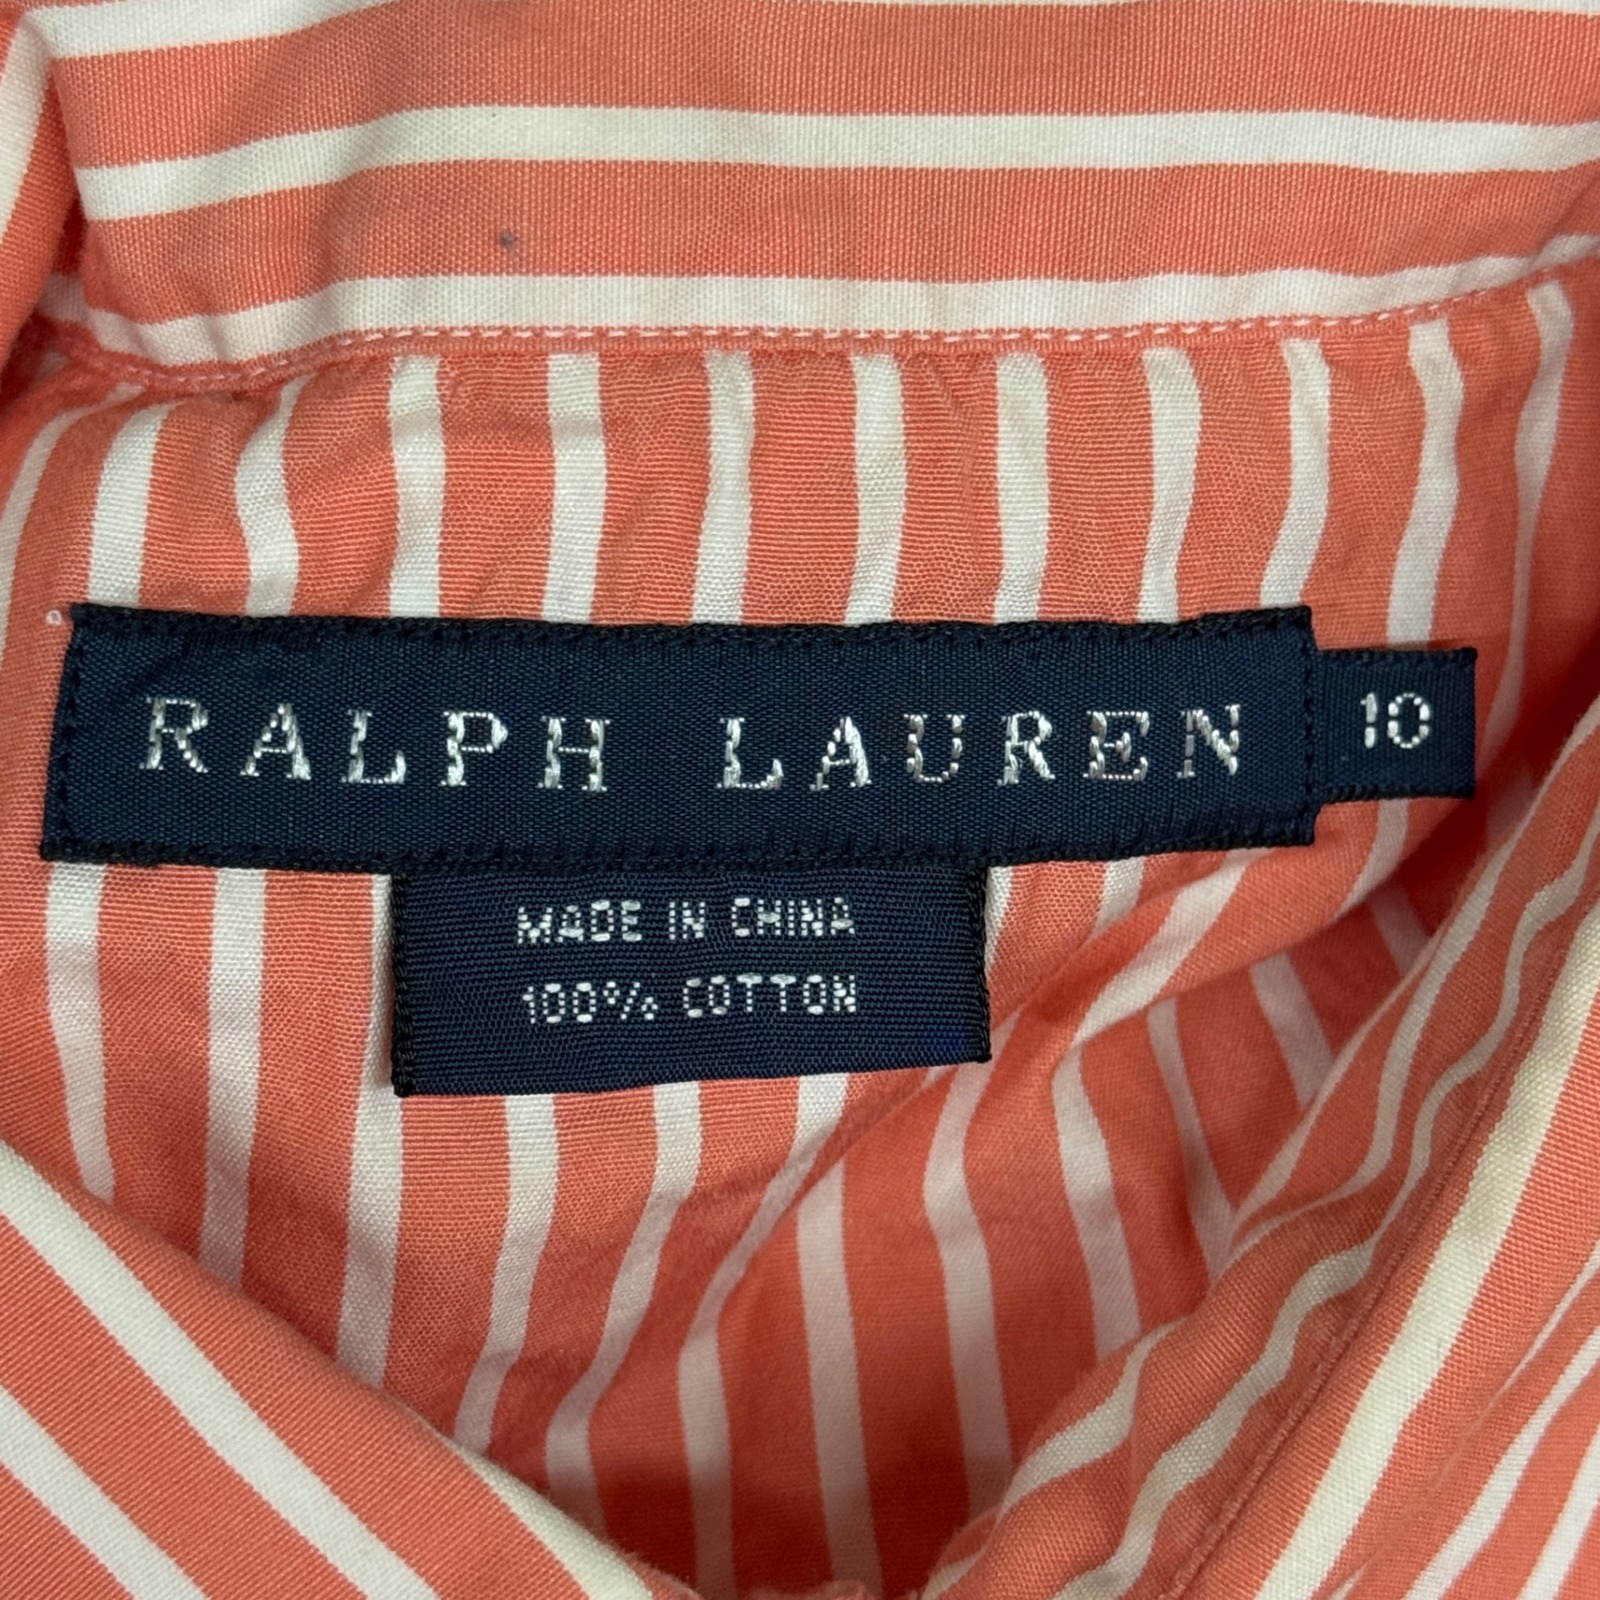 RALPH LAUREN 10
MADE IN CHINA
100% COTTON